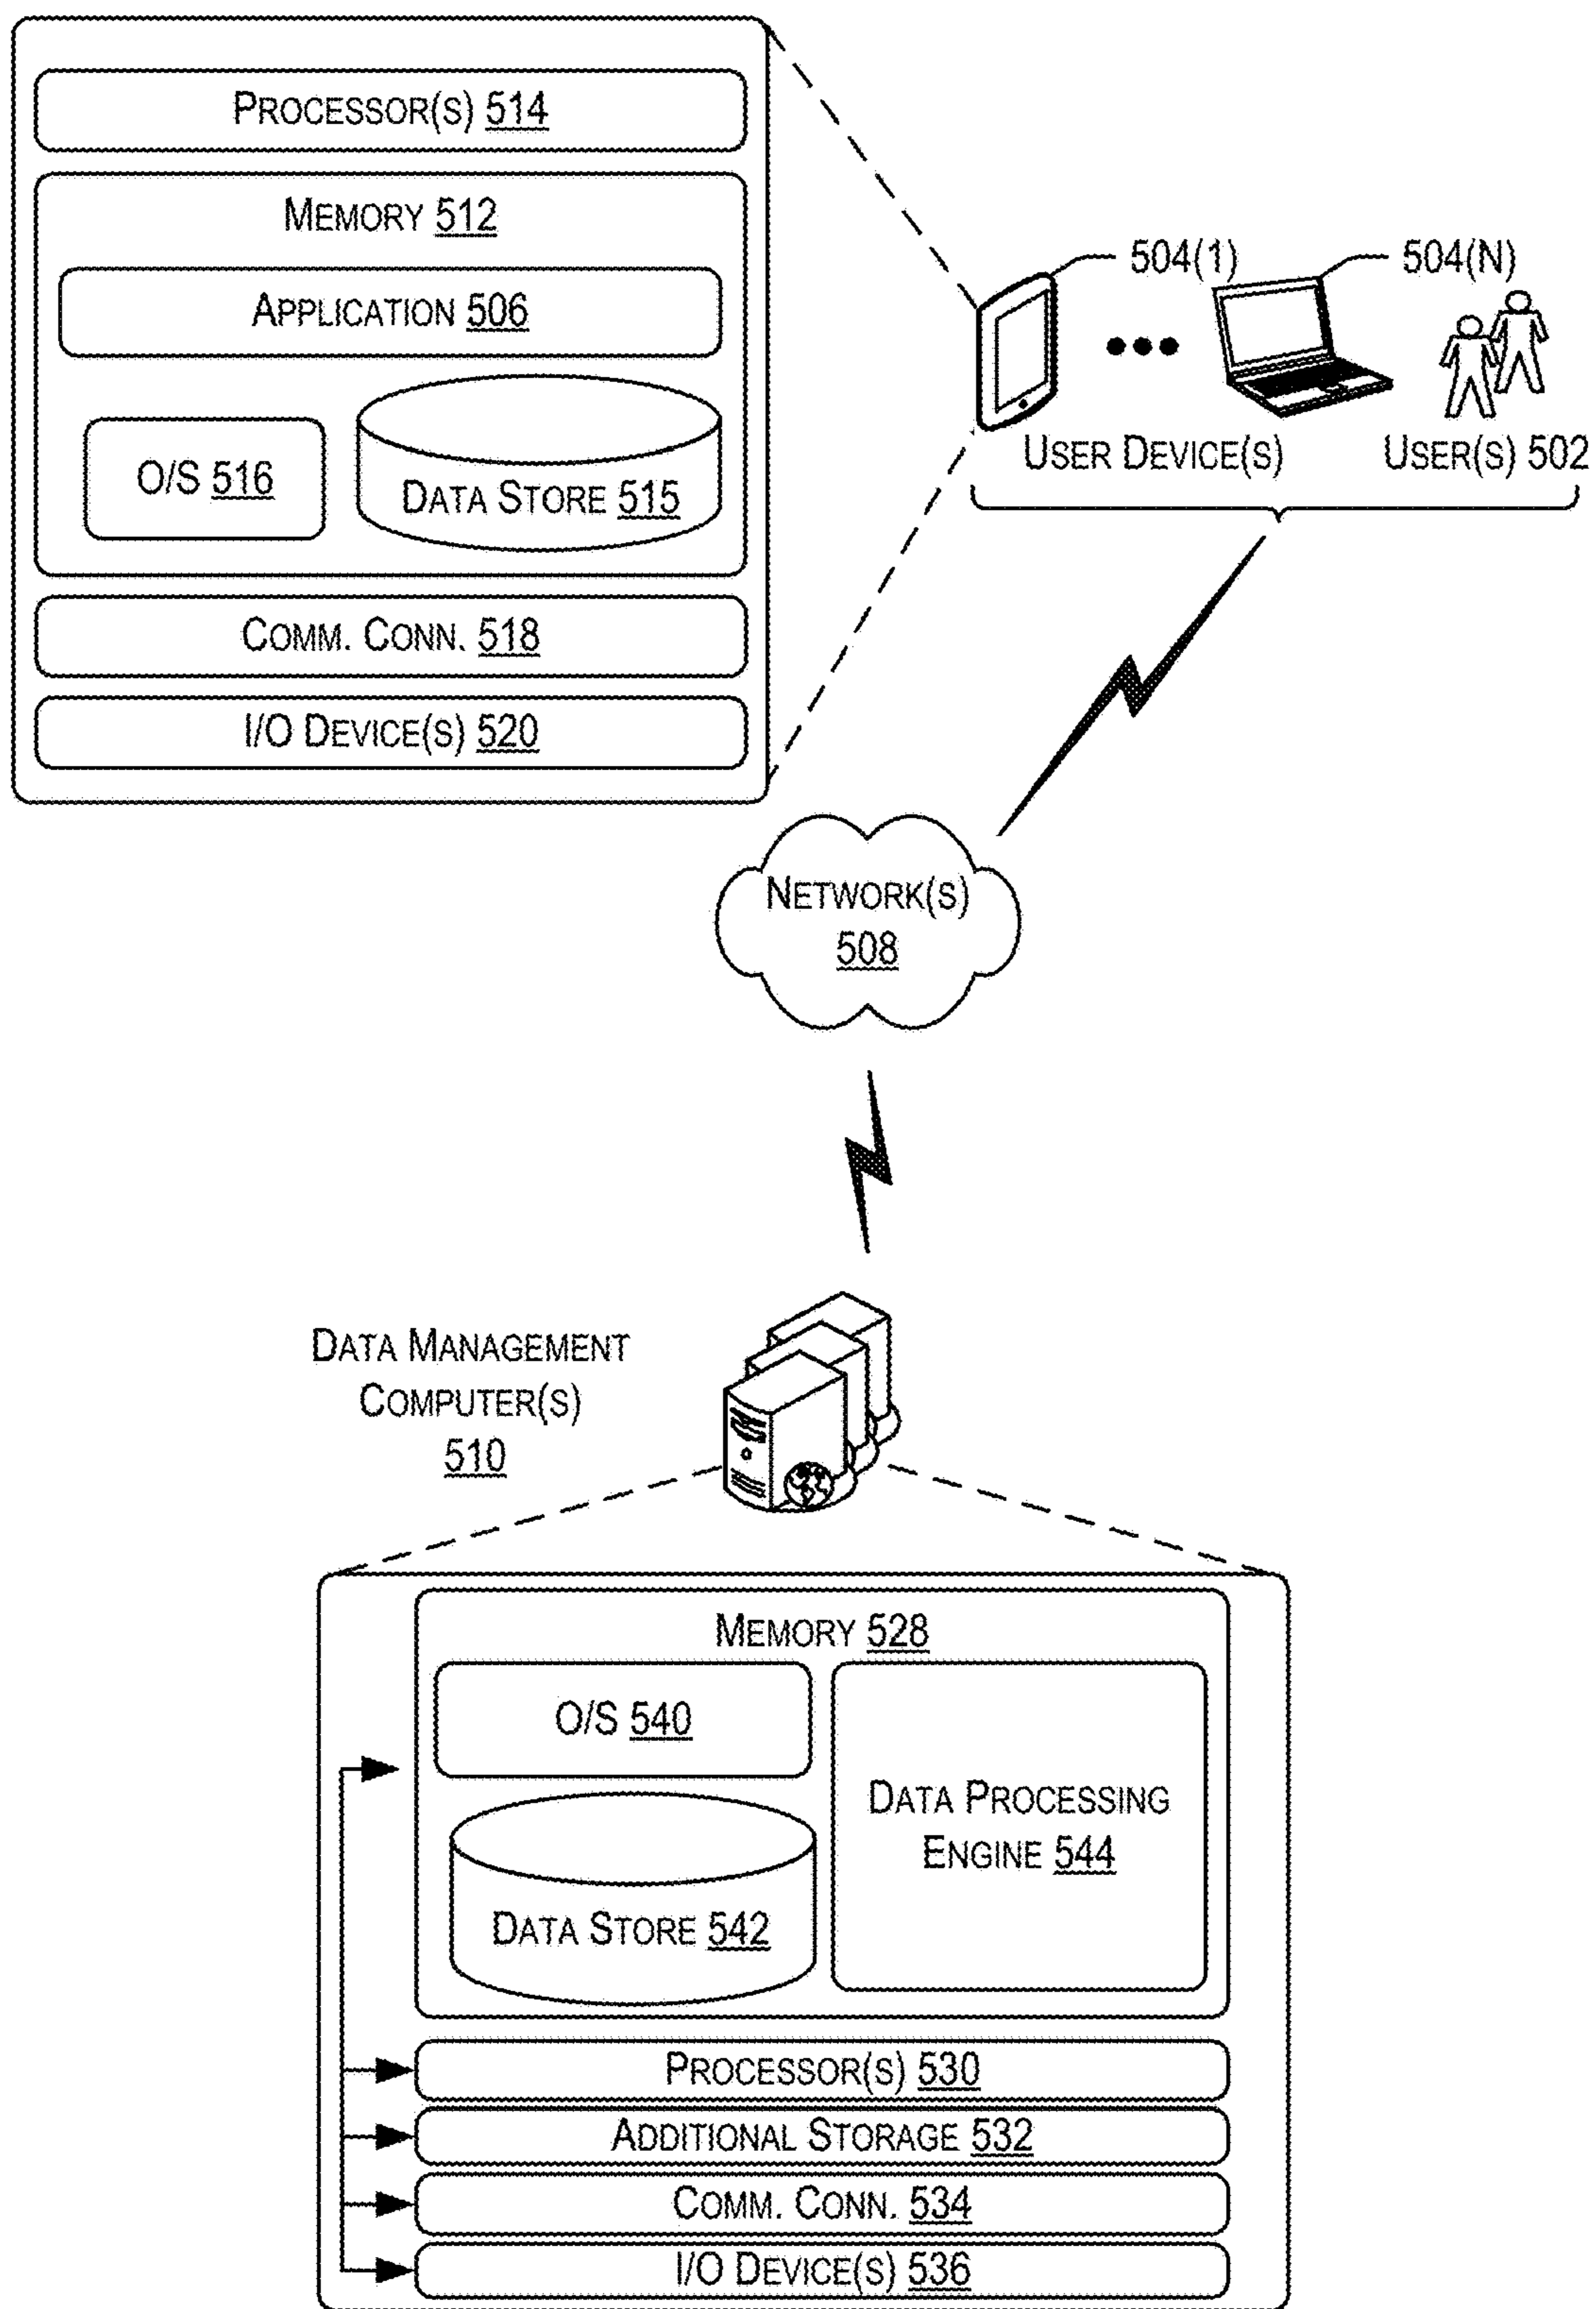 PROCESSOR(S) 514
MEMORY 512
APPLICATION 506
O/S 516
DATA STORE 515
COMM. CONN. 518
I/O DEVICE(S) 520
504(1)
504(N)
USER DEVICE(S)
USER(S) 502
NETWORK(S)
508
DATA MANAGEMENT
COMPUTER(S)
510
MEMORY 528
O/S 540
DATA STORE 542
DATA PROCESSING
ENGINE 544
PROCESSOR(S) 530
ADDITIONAL STORAGE 532
COMM. CONN. 534
I/O DEVICE(S) 536